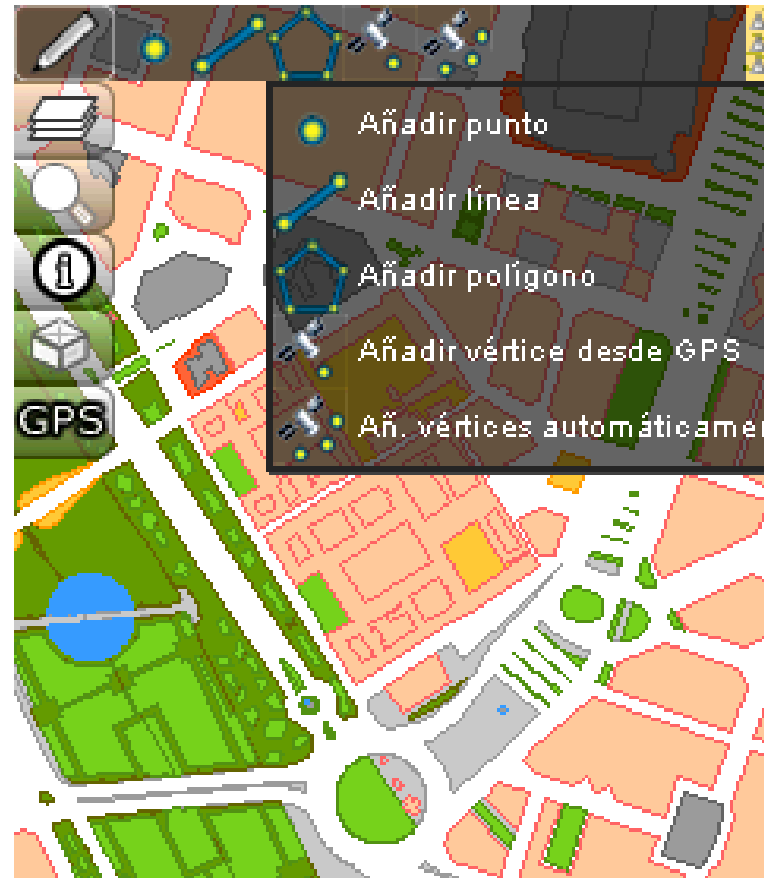 Añadir punto
Añadir línea
Añadir polígono
Añadir vértice desde GPS
GPS
Añ. vértices automáticamen